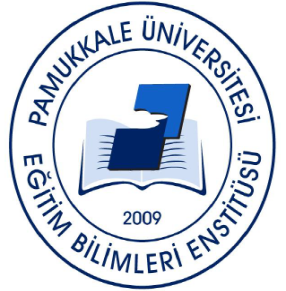 PAMUKKALE ÜNİVERSİTESİ
2009
EĞİTİM BİLİMLERİ ENSTİTÜSÜ